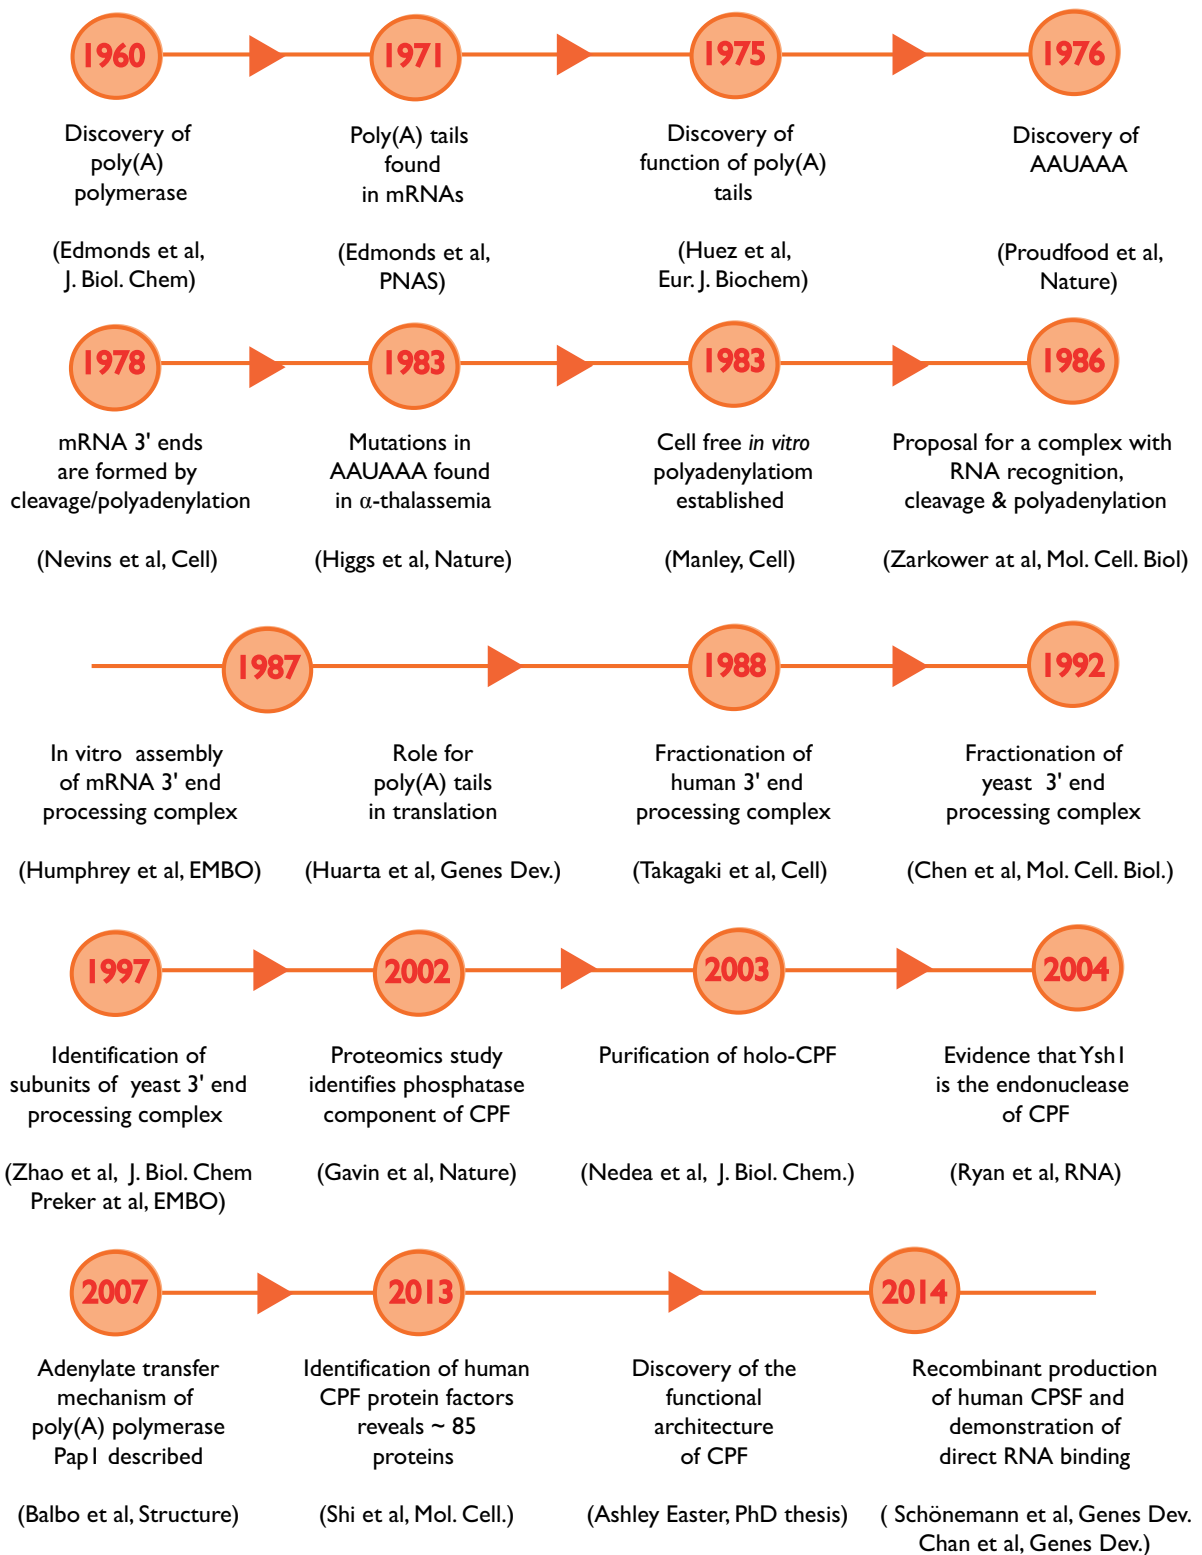 1960
Discovery of
poly(A)
polymerase
(Edmonds et al,
J. Biol. Chem)
1971
Poly(A) tails
found
in mRNAs
(Edmonds et al,
PNAS)
1975
Discovery of
function of poly(A)
tails
(Huez et al,
Eur. J. Biochem)
1976
Discovery of
AAUAAA
(Proudfood et al,
Nature)
1978
mRNA 3' ends
are formed by
cleavage/polyadenylation
(Nevins et al, Cell)
1983
Mutations in
AAUAAA found
in α-thalassemia
(Higgs et al, Nature)
1983
Cell free in vitro
polyadenylatiom
established
(Manley, Cell)
1986
Proposal for a complex with
RNA recognition,
cleavage & polyadenylation
(Zarkower at al, Mol. Cell. Biol)
1987
In vitro assembly
of mRNA 3' end
processing complex
(Humphrey et al, EMBO)
Role for
poly(A) tails
in translation
(Huarta et al, Genes Dev.)
1988
Fractionation of
human 3' end
processing complex
(Takagaki et al, Cell)
1992
Fractionation of
yeast 3' end
processing complex
(Chen et al, Mol. Cell. Biol.)
1997
Identification of
subunits of yeast 3' end
processing complex
(Zhao et al, J. Biol. Chem
Preker at al, EMBO)
2002
Proteomics study
identifies phosphatase
component of CPF
(Gavin et al, Nature)
2003
Purification of holo-CPF
(Nedea et al, J. Biol. Chem.)
2004
Evidence that Ysh1
is the endonuclease
of CPF
(Ryan et al, RNA)
2007
Adenylate transfer
mechanism of
poly(A) polymerase
Pap1 described
(Balbo et al, Structure)
2013
Identification of human
CPF protein factors
reveals ~ 85
proteins
(Shi et al, Mol. Cell.)
2014
Discovery of the
functional
architecture
of CPF
(Ashley Easter, PhD thesis)
Recombinant production
of human CPSF and
demonstration of
direct RNA binding
( Schönemann et al, Genes Dev.
Chan et al, Genes Dev.)